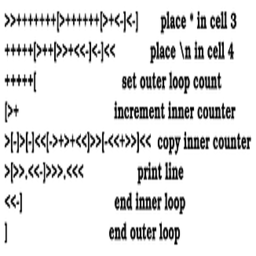 >>+++++++[>++++++[>+<-]<-]     place * in cell 3
+++++[>++[>>+<<-]<-]<<         place \n in cell 4
+++++[                         set outer loop count
[>+                            increment inner counter
>[-]>[-]<<[->+>+<<]>>[-<<+>>]<<  copy inner counter
>[>>.<<-]>>>.<<<               print line
<<-]                           end inner loop
]                              end outer loop